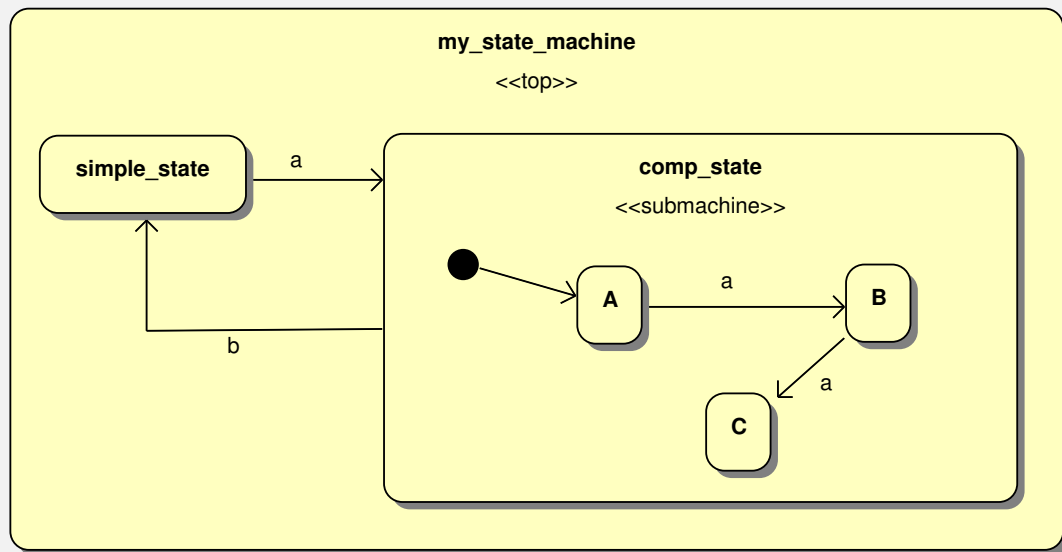 my_state_machine
<<top>>
simple_state
a
comp_state
<<submachine>>
A
a
B
b
a
C